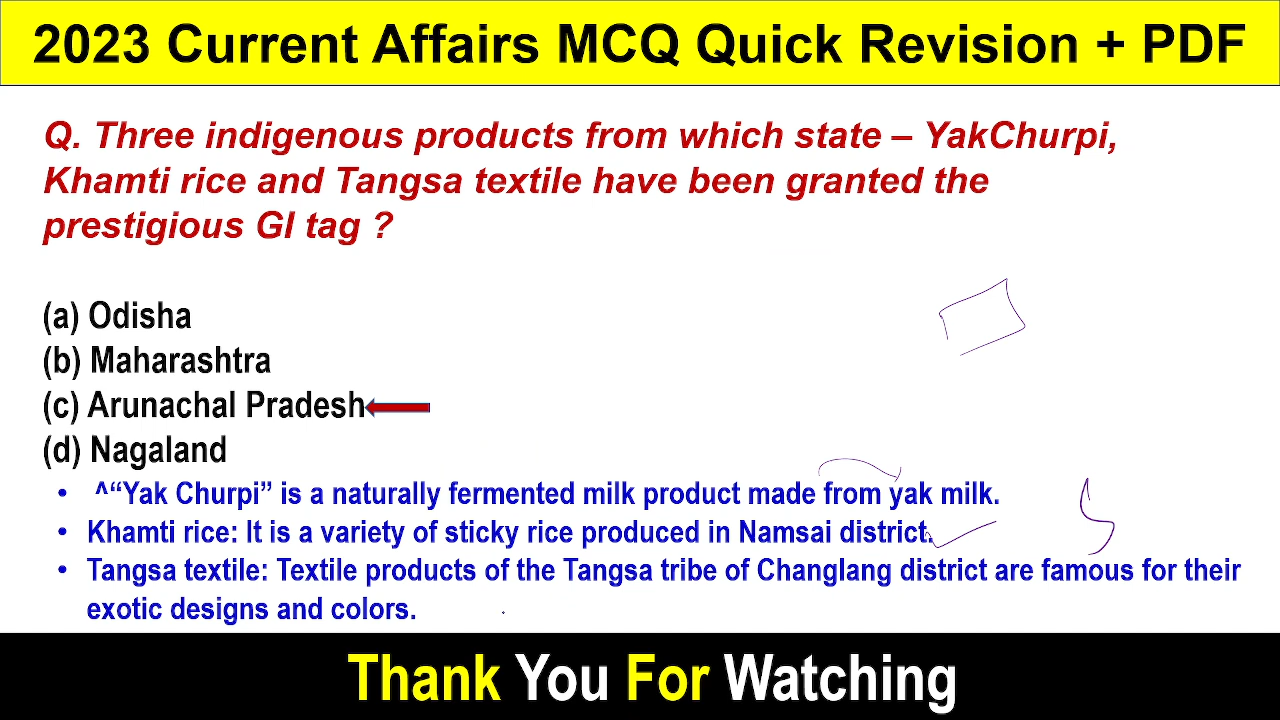 2023 Current Affairs MCQ Quick Revision + PDF
Q. Three indigenous products from which state – YakChurpi,
Khamti rice and Tangsa textile have been granted the
prestigious GI tag ?
(a) Odisha
(b) Maharashtra
(c) Arunachal Pradesh
(d) Nagaland
• ^“Yak Churpi” is a naturally fermented milk product made from yak milk.
• Khamti rice: It is a variety of sticky rice produced in Namsai district.
• Tangsa textile: Textile products of the Tangsa tribe of Changlang district are famous for their
exotic designs and colors.
Thank You For Watching